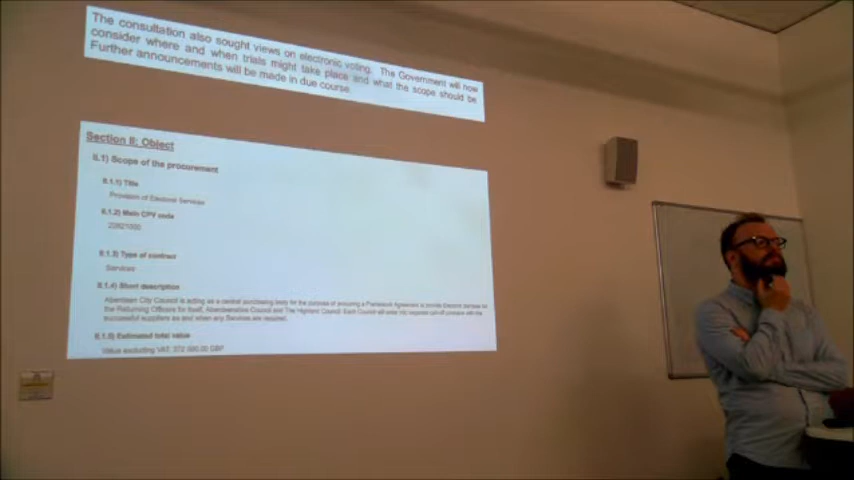 The consultation also sought views on electronic voting. The Government will now
consider where and when trials might take place and what the scope should be
Further announcements will be made in due course.
Section II: Object
II.1) Scope of the procurement
II.1.1) Title
Provision of Electoral Services
II.1.2) Main CPV code
II.1.3) Type of contract
Services
II.1.4) Short description
Aberdeen City Council is acting as a central purchasing body for the purpose of procuring a Framework Agreement to provide Electoral Services for
the Returning Officers for itself, Aberdeenshire Council and The Highland Council. Each Council will enter into required call-off contracts with the
successful suppliers as and when any Services are required.
II.1.5) Estimated total value
Value excluding VAT: